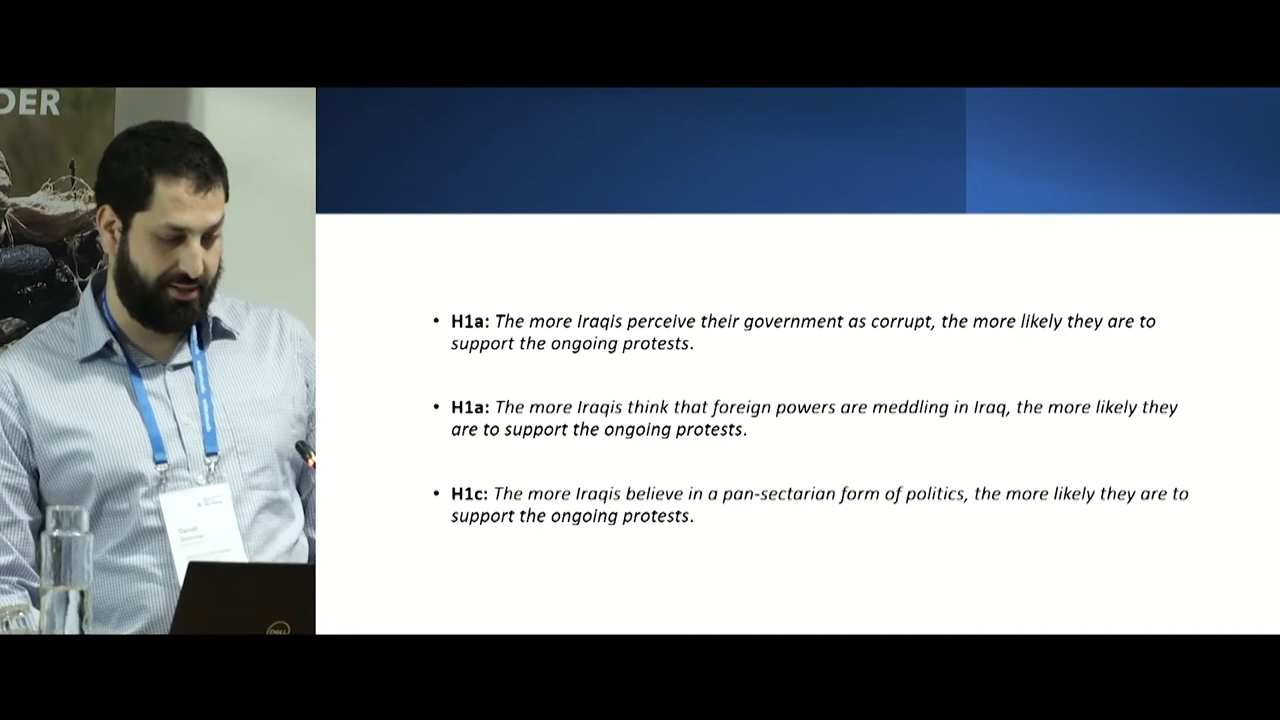 DER
• H1a: The more Iraqis perceive their government as corrupt, the more likely they are to
support the ongoing protests.
• H1a: The more Iraqis think that foreign powers are meddling in Iraq, the more likely they
are to support the ongoing protests.
• H1c: The more Iraqis believe in a pan-sectarian form of politics, the more likely they are to
support the ongoing protests.
Daniel
Silverman
DELL